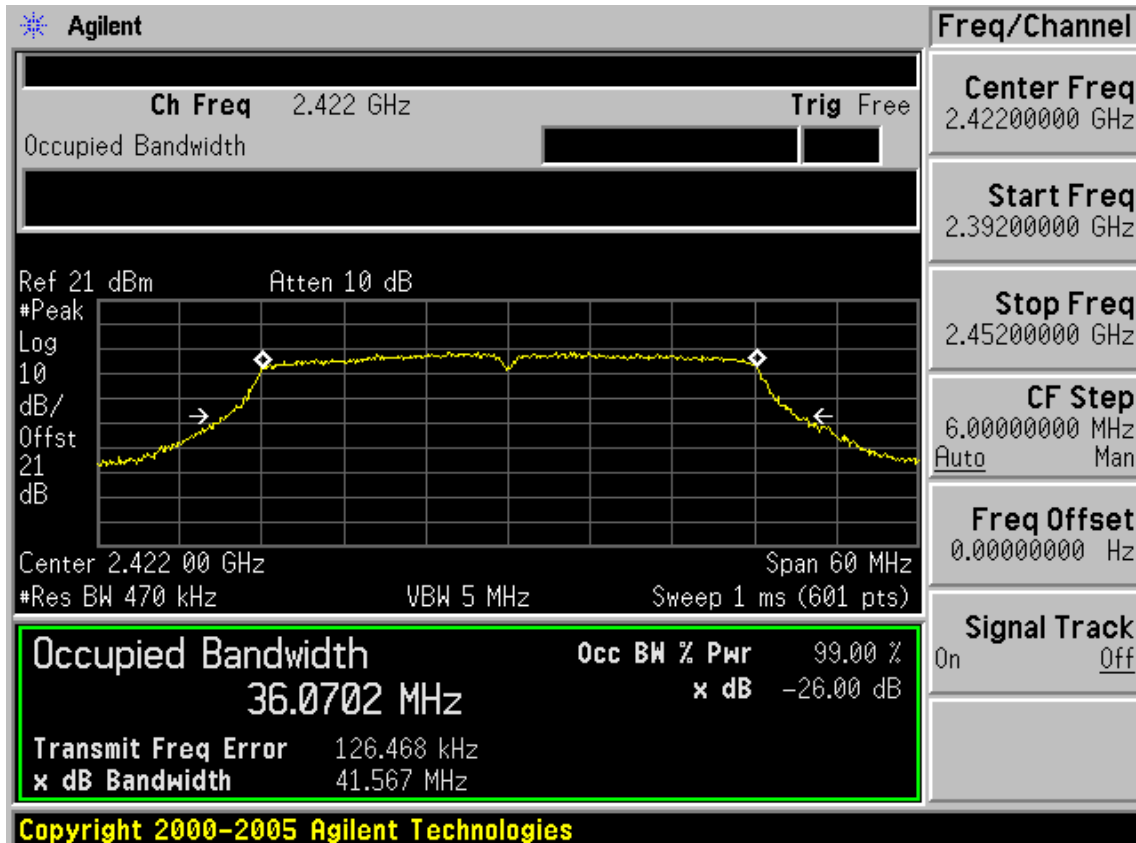 Agilent
Ch Freq 2.422 GHz Trig Free
Occupied Bandwidth
Ref 21 dBm Atten 10 dB
#Peak
Log
10
dB/
Offst
21
dB
Center 2.422 00 GHz Span 60 MHz
#Res BW 470 kHz VBW 5 MHz Sweep 1 ms (601 pts)
Occupied Bandwidth Occ BW % Pwr 99.00 %
36.0702 MHz x dB -26.00 dB
Transmit Freq Error 126.468 kHz
x dB Bandwidth 41.567 MHz
Copyright 2000-2005 Agilent Technologies
Freq/Channel
Center Freq
2.42200000 GHz
Start Freq
2.39200000 GHz
Stop Freq
2.45200000 GHz
CF Step
6.00000000 MHz
Auto Man
Freq Offset
0.00000000 Hz
Signal Track
On Off